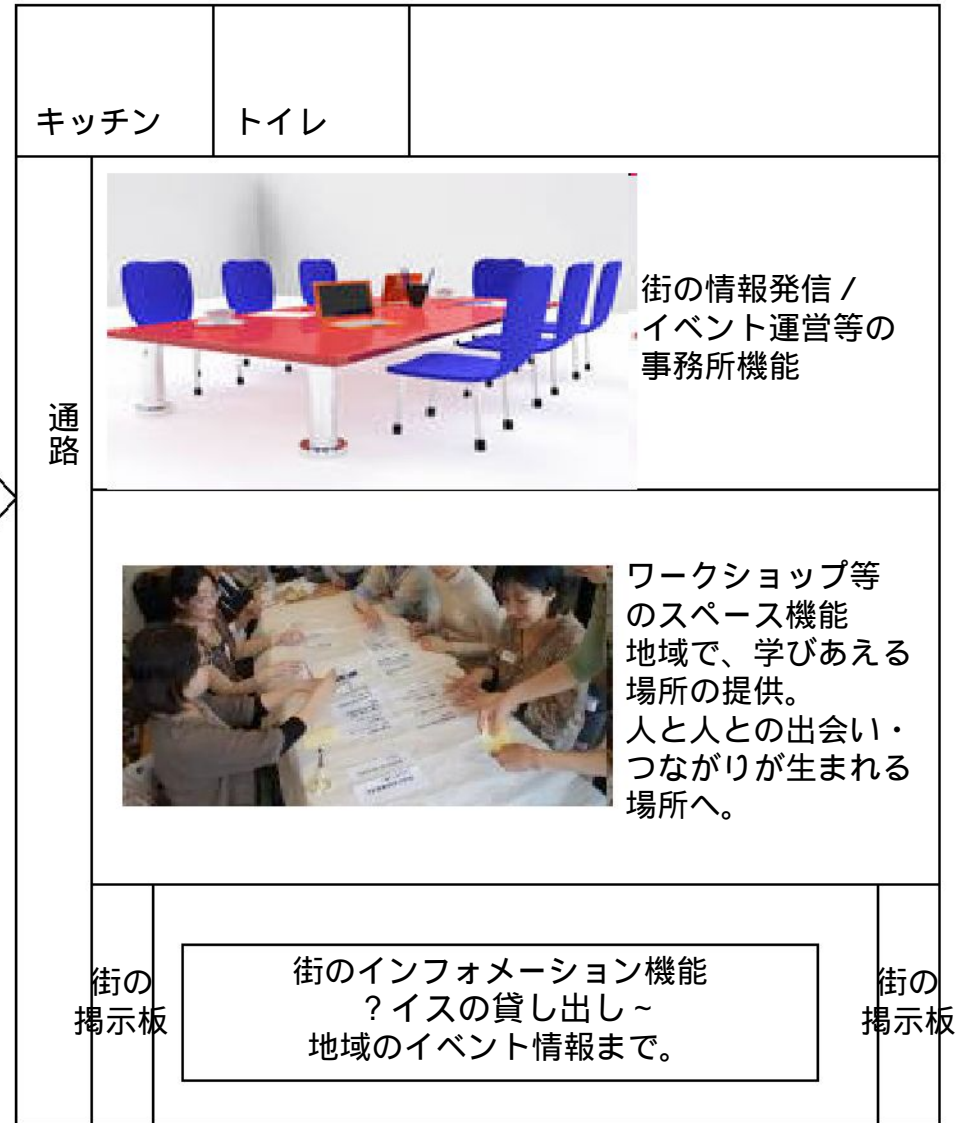 キッチン
トイレ
通路
街の情報発信 /
イベント運営等の
事務所機能
ワークショップ等
のスペース機能
地域で、学びあえる
場所の提供。
人と人との出会い・
つながりが生まれる
場所へ。
街の
掲示板
街のインフォメーション機能
? イスの貸し出し ~
地域のイベント情報まで。
街の
掲示板